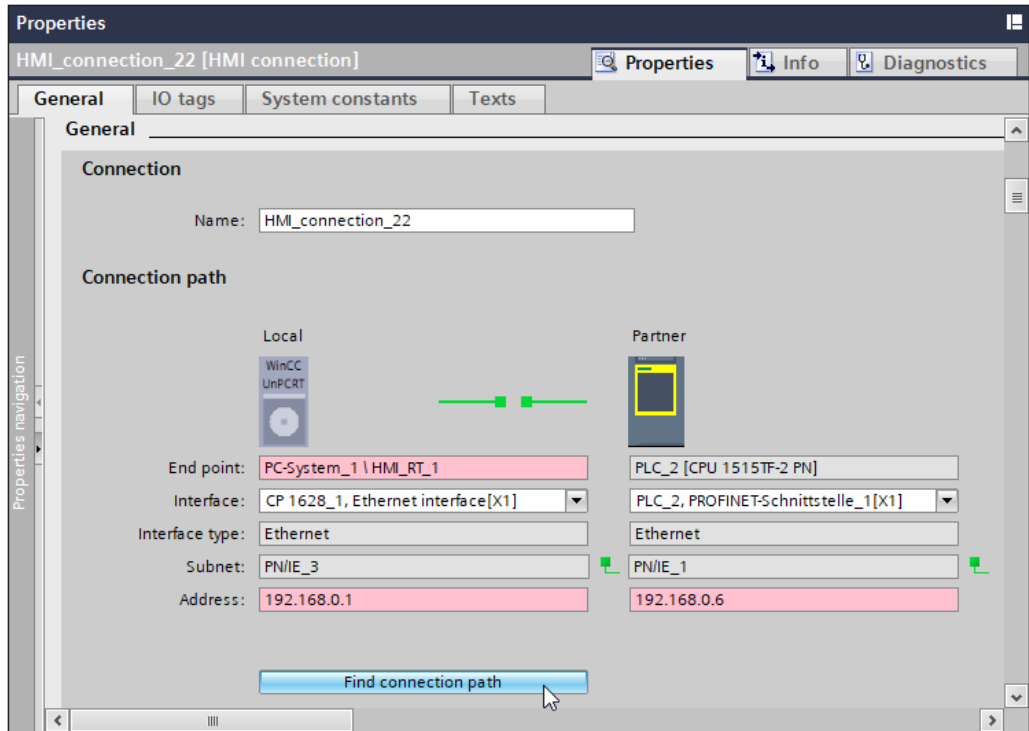 Properties
HMI_connection_22 [HMI connection]
Properties
Info
Diagnostics
General
IO tags
System constants
Texts
Properties navigation
General
Connection
Name: HMI_connection_22
Connection path
Local Partner
WinCC
UnPCRT
End point: PC-System_1 \ HMI_RT_1 PLC_2 [CPU 1515TF-2 PN]
Interface: CP 1628_1, Ethernet interface[X1] PLC_2, PROFINET-Schnittstelle_1[X1]
Interface type: Ethernet Ethernet
Subnet: PN/IE_3 PN/IE_1
Address: 192.168.0.1 192.168.0.6
Find connection path